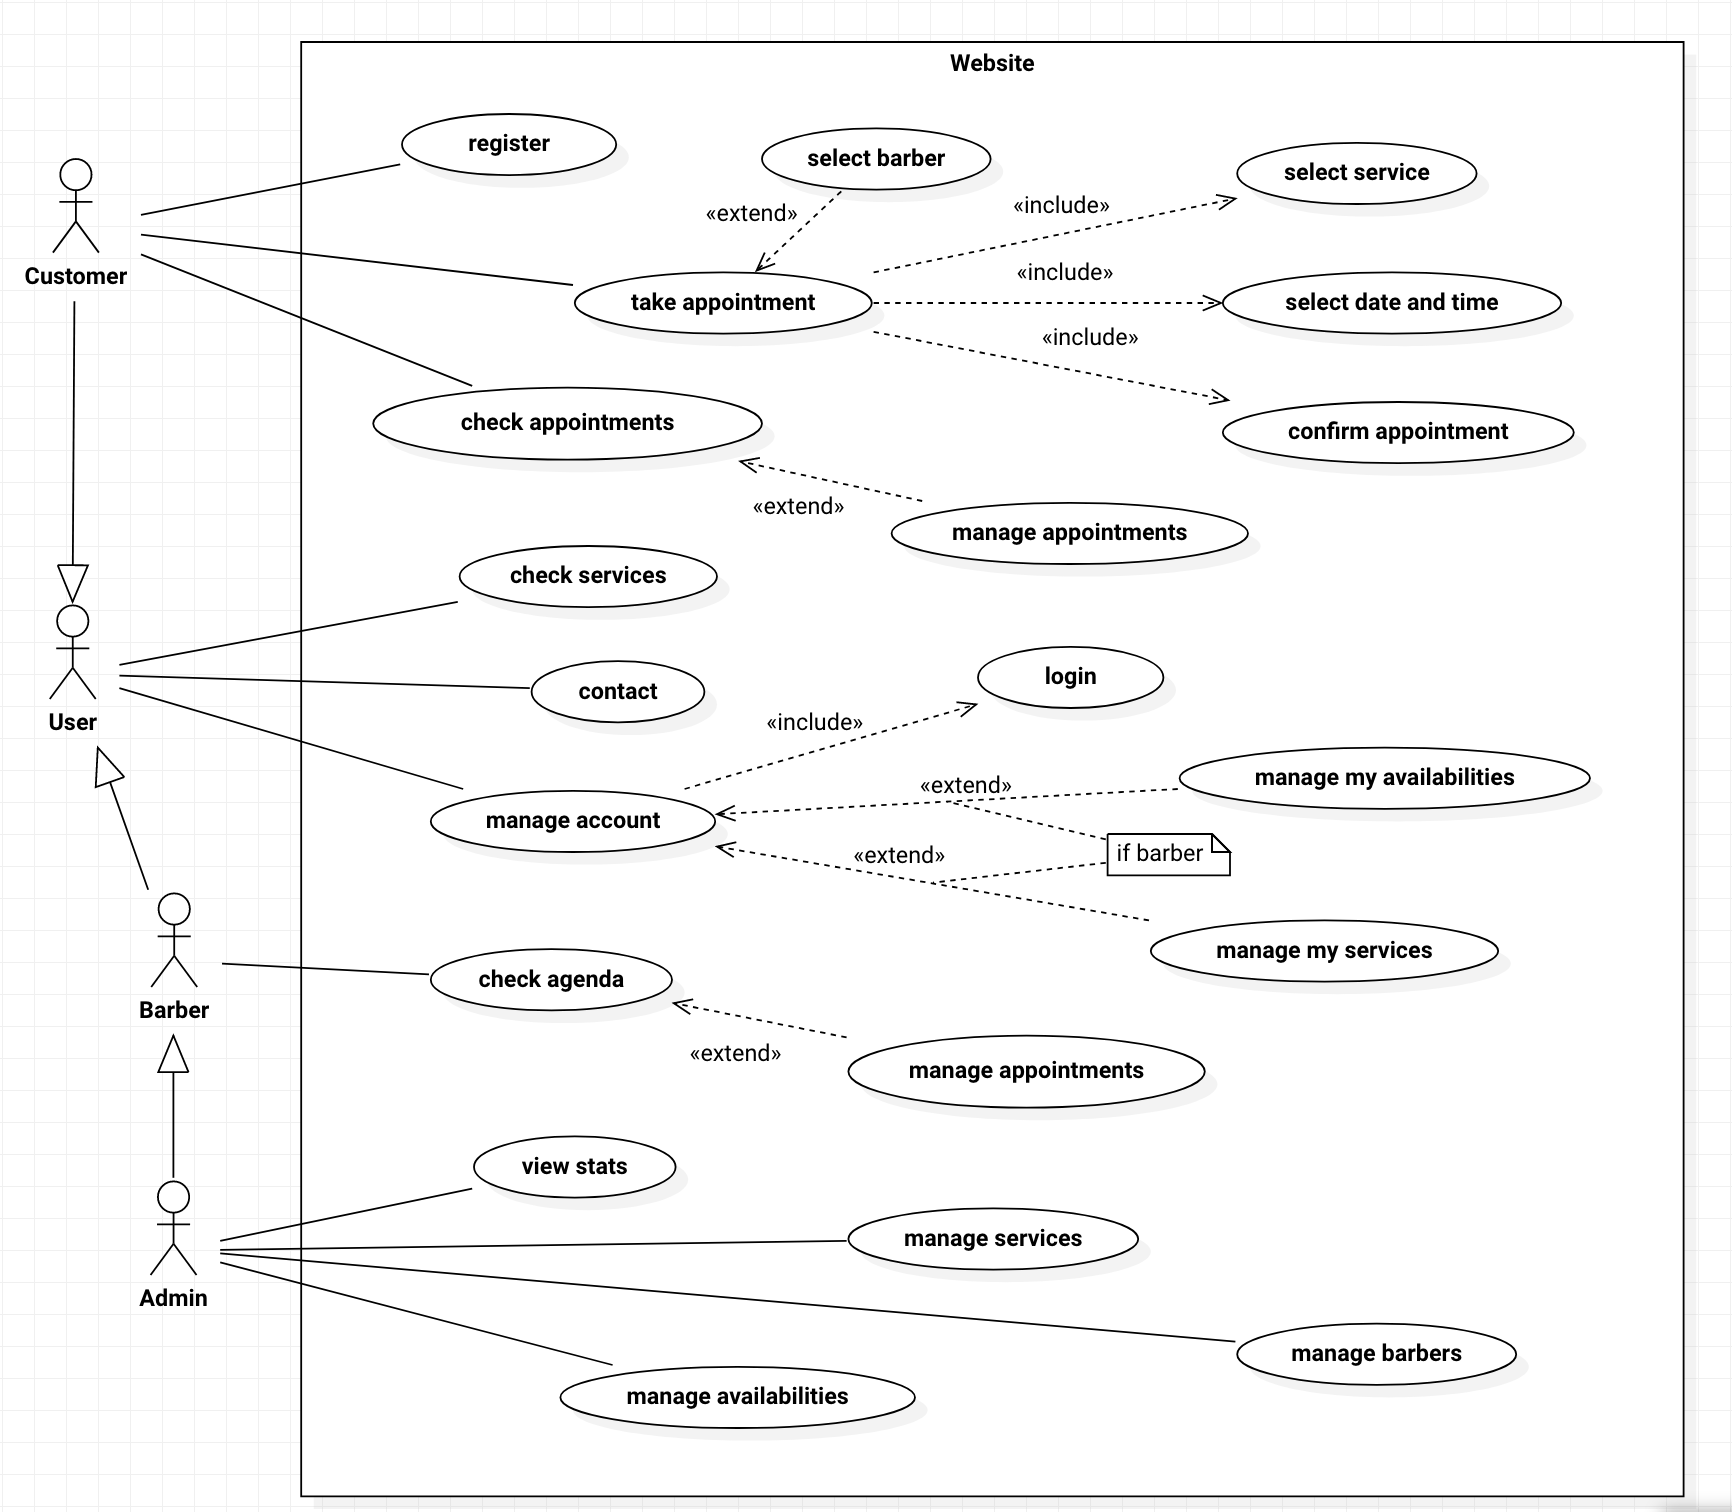 Website
register
select barber
select service
«extend»
«include»
Customer
«include»
take appointment
select date and time
«include»
check appointments
confirm appointment
«extend»
manage appointments
check services
login
contact
User
«include»
manage my availabilities
«extend»
manage account
if barber
«extend»
manage my services
check agenda
Barber
«extend»
manage appointments
view stats
manage services
Admin
manage barbers
manage availabilities